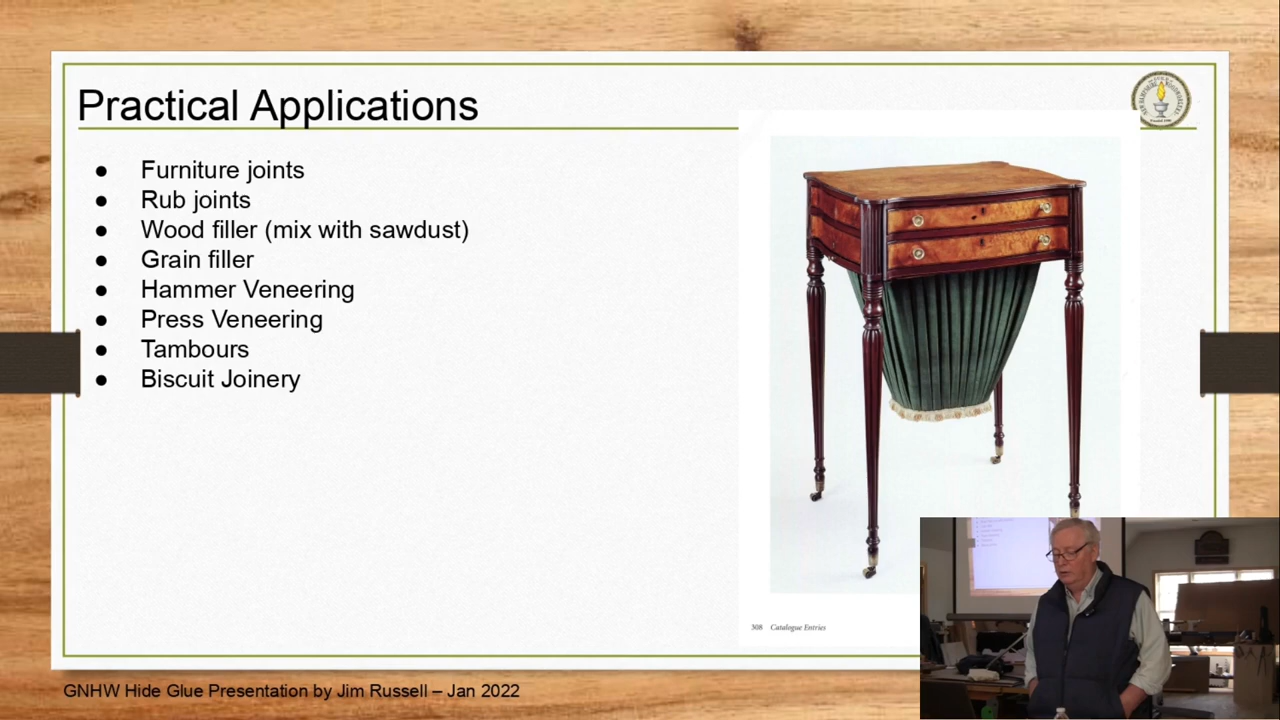 Practical Applications
● Furniture joints
● Rub joints
● Wood filler (mix with sawdust)
● Grain filler
● Hammer Veneering
● Press Veneering
● Tambours
● Biscuit Joinery
308 Catalogue Entries
GNHW Hide Glue Presentation by Jim Russell – Jan 2022